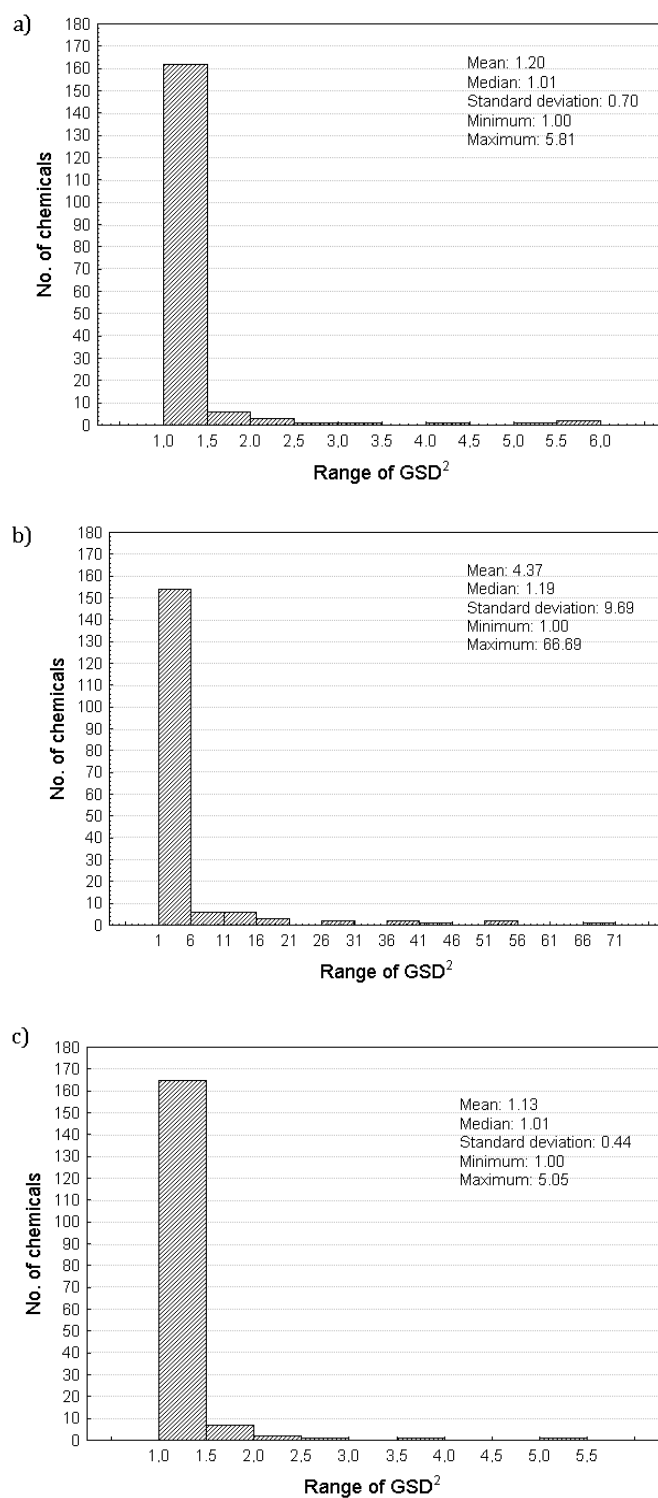 a)
180
170
160
150
140
130
120
110
100
90
80
70
60
50
40
30
20
10
0
No. of chemicals
Mean: 1.20
Median: 1.01
Standard deviation: 0.70
Minimum: 1.00
Maximum: 5.81
1,0 1,5 2,0 2,5 3,0 3,5 4,0 4,5 5,0 5,5 6,0
Range of GSD²
b)
180
170
160
150
140
130
120
110
100
90
80
70
60
50
40
30
20
10
0
No. of chemicals
Mean: 4.37
Median: 1.19
Standard deviation: 9.69
Minimum: 1.00
Maximum: 66.69
1 6 11 16 21 26 31 36 41 46 51 56 61 66 71
Range of GSD²
c)
180
170
160
150
140
130
120
110
100
90
80
70
60
50
40
30
20
10
0
No. of chemicals
Mean: 1.13
Median: 1.01
Standard deviation: 0.44
Minimum: 1.00
Maximum: 5.05
1,0 1,5 2,0 2,5 3,0 3,5 4,0 4,5 5,0 5,5
Range of GSD²